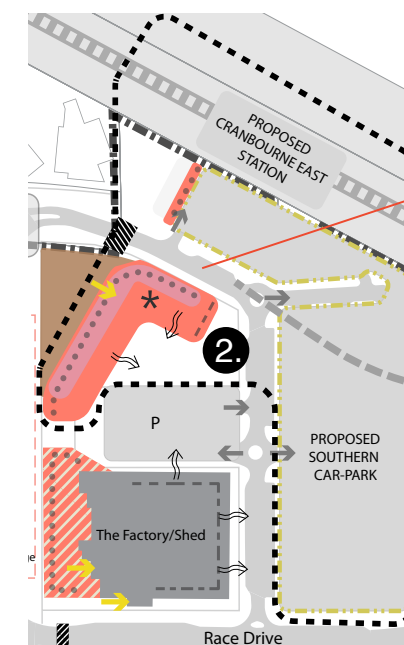 PROPOSED
CRANBOURNE EAST
STATION
*
2.
P
PROPOSED
SOUTHERN
CAR-PARK
The Factory/Shed
Race Drive